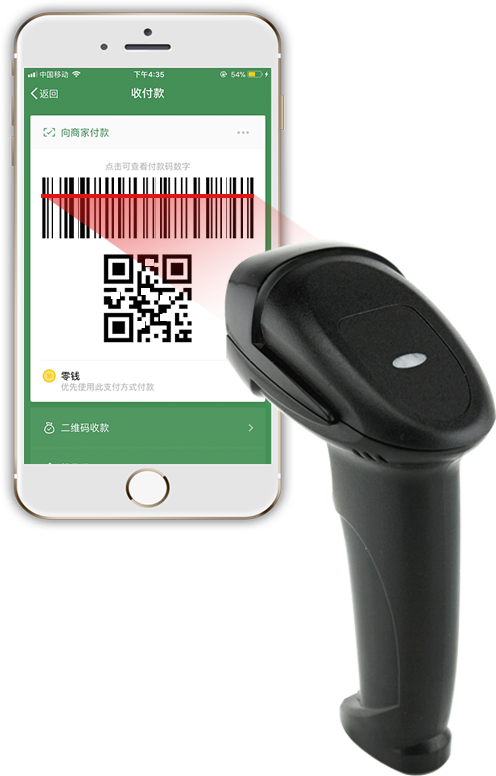 中国移动 下午4:35 54%
返回 收付款
向商家付款
点击可查看付款码数字
零钱
优先使用此支付方式付款
二维码收款